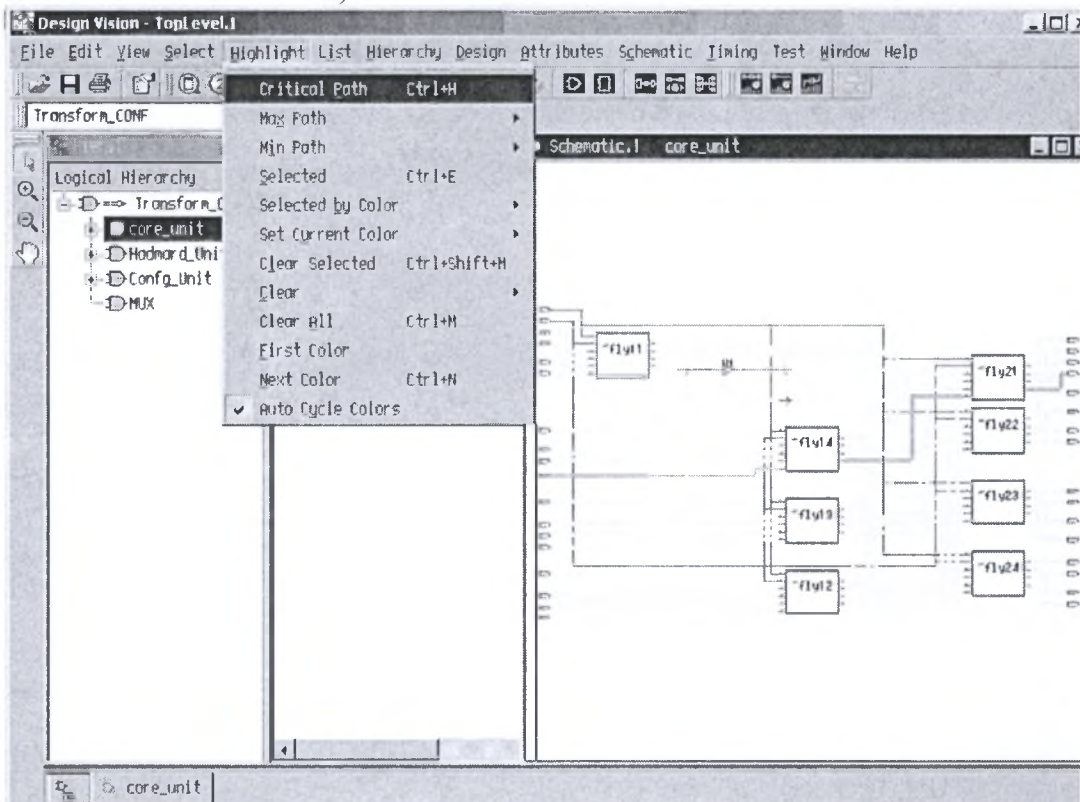 Design Vision - TopLevel.1
File Edit View Select Highlight List Hierarchy Design Attributes Schematic Timing Test Window Help
Transform_CONF
Critical Path Ctrl+H
Max Path
Min Path
Selected Ctrl+E
Selected by Color
Set Current Color
Clear Selected Ctrl+Shift+M
Clear
Clear All Ctrl+M
First Color
Next Color Ctrl+N
Auto Cycle Colors
Logical Hierarchy
Transform_C
core_unit
Hadmard_Uni
Confg_Unit
MUX
Schematic.1 core_unit
~fly11
~fly21
~fly22
~fly14
~fly23
~fly13
~fly24
~fly12
core_unit